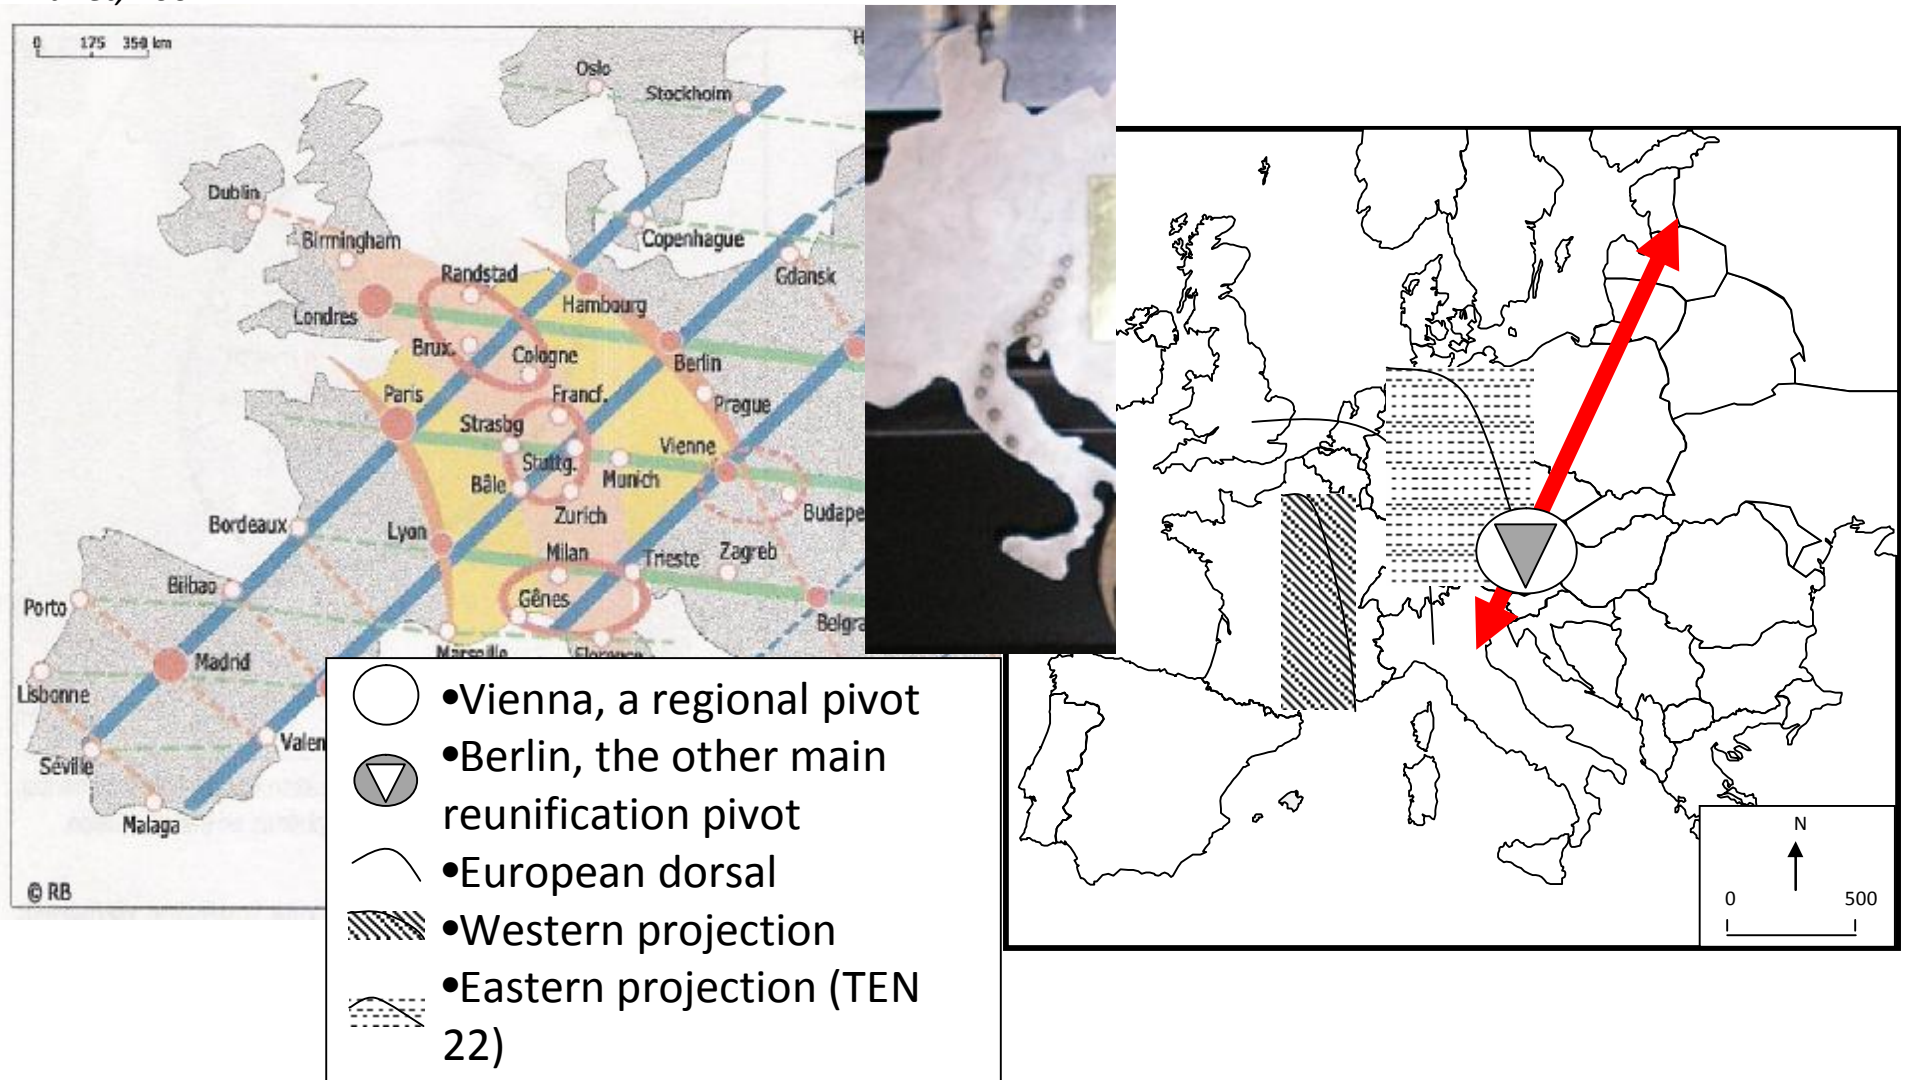 0 175 350 km
Oslo
Stockholm
Dublin
Birmingham
Copenhague
Randstad
Gdansk
Hambourg
Londres
Brux.
Cologne
Berlin
Paris
Francf.
Prague
Strasbg
Vienne
Stuttg.
Munich
Bâle
Zurich
Bordeaux
Lyon
Milan
Trieste
Zagreb
Bilbao
Porto
Gênes
Madrid
Marseille
Florence
Lisbonne
Séville
Malaga
© RB
•Vienna, a regional pivot
•Berlin, the other main
reunification pivot
•European dorsal
•Western projection
•Eastern projection (TEN
22)
N
0 500